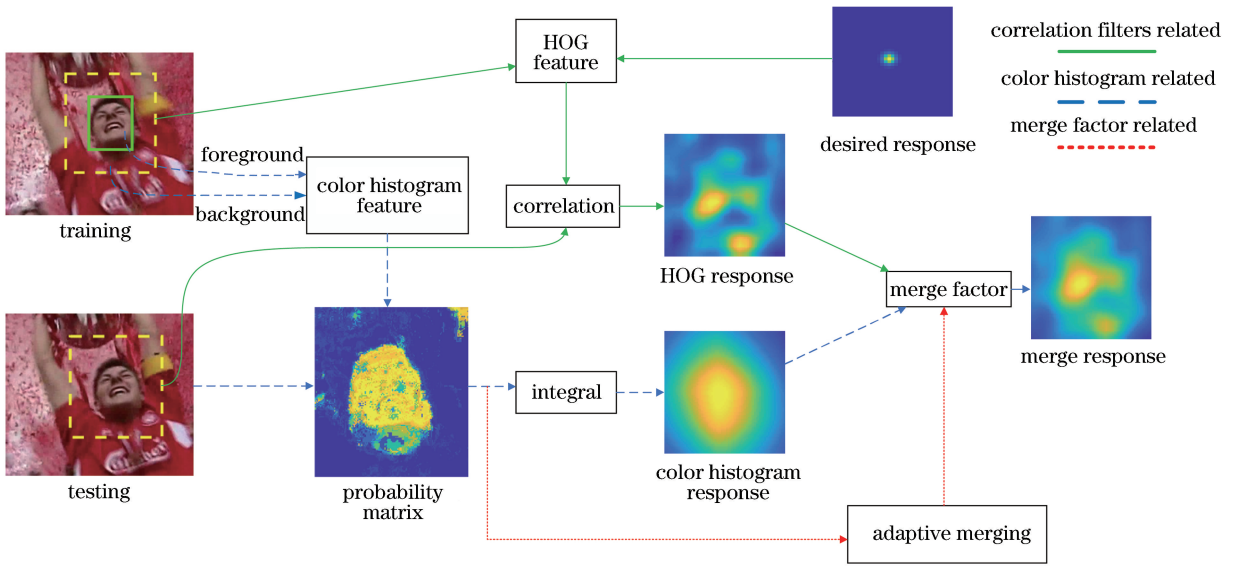 HOG
feature
correlation filters related
color histogram related
merge factor related
desired response
foreground
color histogram
feature
background
training
correlation
HOG response
merge factor
merge response
integral
color histogram
response
testing
probability
matrix
adaptive merging